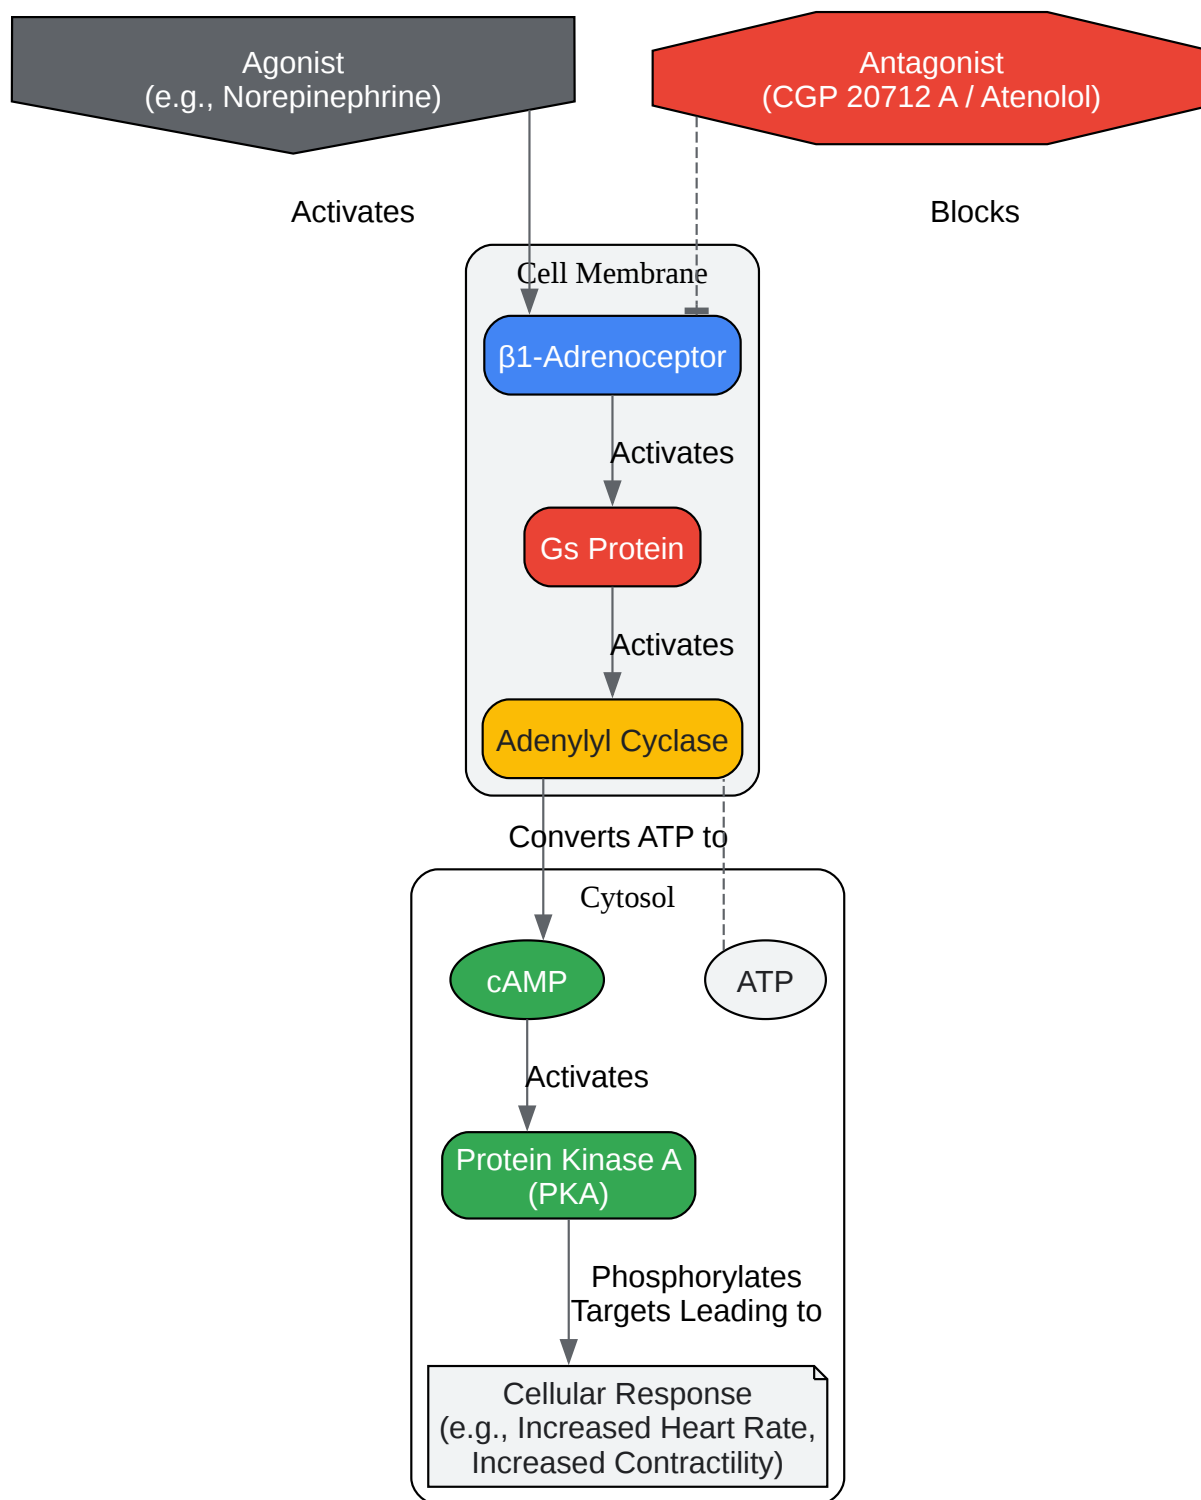 Agonist
(e.g., Norepinephrine)
Antagonist
(CGP 20712 A / Atenolol)
Activates
Blocks
Cell Membrane
β1-Adrenoceptor
Activates
Gs Protein
Activates
Adenylyl Cyclase
Converts ATP to
Cytosol
cAMP
ATP
Activates
Protein Kinase A
(PKA)
Phosphorylates
Targets Leading to
Cellular Response
(e.g., Increased Heart Rate,
Increased Contractility)